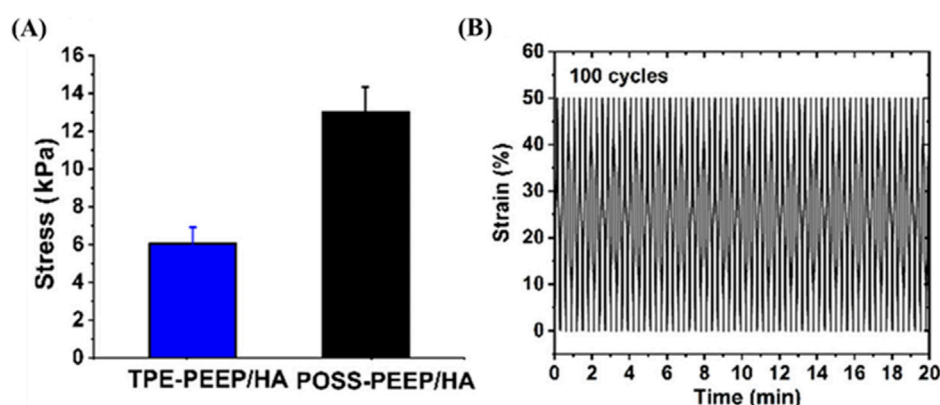 (A)
Stress (kPa)
16
14
12
10
8
6
4
2
0
TPE-PEEP/HA POSS-PEEP/HA
(B)
100 cycles
Strain (%)
60
50
40
30
20
10
0
0 2 4 6 8 10 12 14 16 18 20
Time (min)